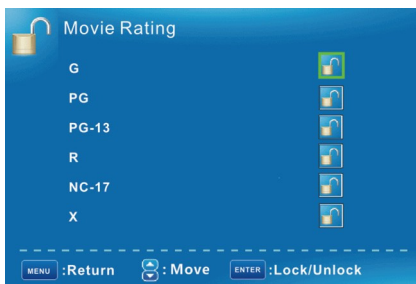 Movie Rating
G
PG
PG-13
R
NC-17
X
MENU :Return : Move ENTER :Lock/Unlock